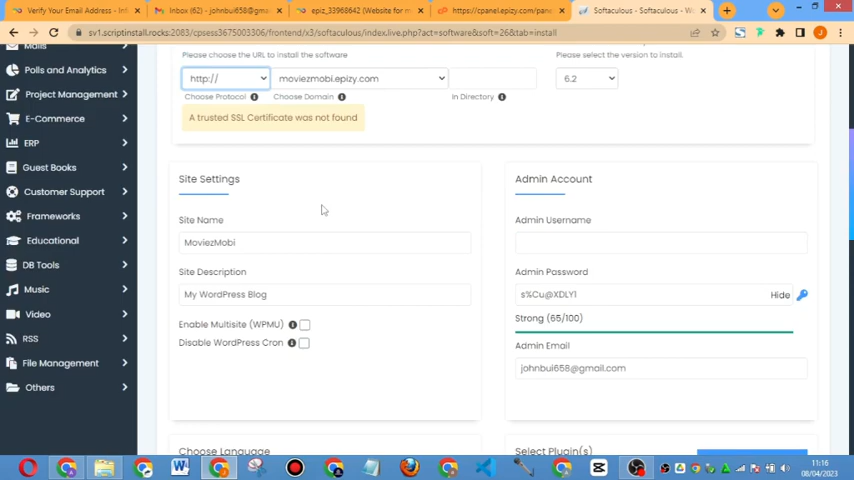 Verify Your Email Address - Inf
Inbox (62) - johnbui658@gmai
epiz_33968642 (Website for m
https://cpanel.epizy.com/pane
Softaculous - Softaculous - Wo
sv1.scriptinstall.rocks:2083/cpsess3675003306/frontend/x3/softaculous/index.live.php?act=software&soft=26&tab=install
Mails
Polls and Analytics
Project Management
E-Commerce
ERP
Guest Books
Customer Support
Frameworks
Educational
DB Tools
Music
Video
RSS
File Management
Others
Please choose the URL to install the software
Please select the version to install.
http://
moviezmobi.epizy.com
6.2
Choose Protocol
Choose Domain
In Directory
A trusted SSL Certificate was not found
Site Settings
Site Name
MoviezMobi
Site Description
My WordPress Blog
Enable Multisite (WPMU)
Disable WordPress Cron
Admin Account
Admin Username
Admin Password
s%Cu@XDLY1
Hide
Strong (65/100)
Admin Email
johnbui658@gmail.com
Choose Language
Select Plugin(s)
11:16
08/04/2023